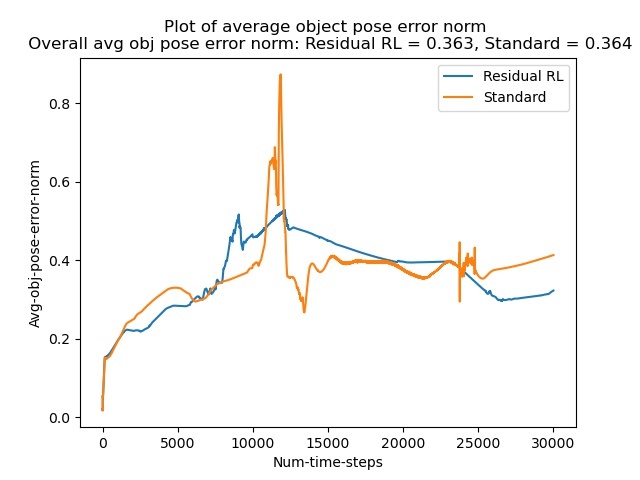 Plot of average object pose error norm
Overall avg obj pose error norm: Residual RL = 0.363, Standard = 0.364
Residual RL
Standard
Avg-obj-pose-error-norm
0.8
0.6
0.4
0.2
0.0
0 5000 10000 15000 20000 25000 30000
Num-time-steps